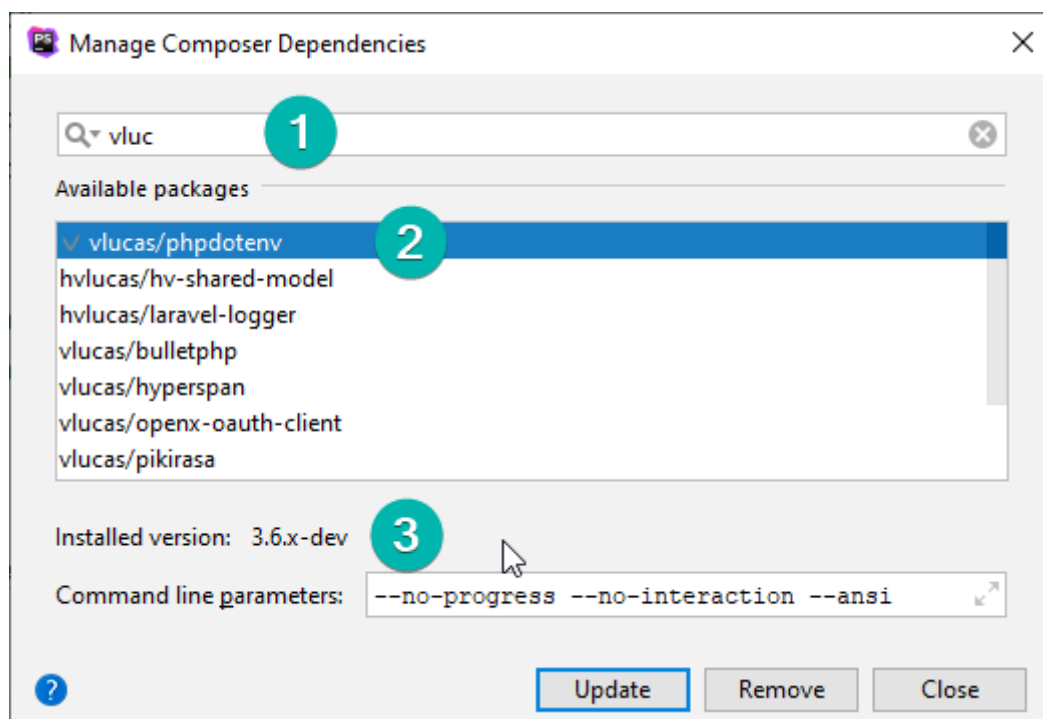 PS Manage Composer Dependencies
vluc 1
Available packages
vlucas/phpdotenv 2
hvlucas/hv-shared-model
hvlucas/laravel-logger
vlucas/bulletphp
vlucas/hyperspan
vlucas/openx-oauth-client
vlucas/pikirasa
Installed version: 3.6.x-dev 3
Command line parameters: --no-progress --no-interaction --ansi
? Update Remove Close